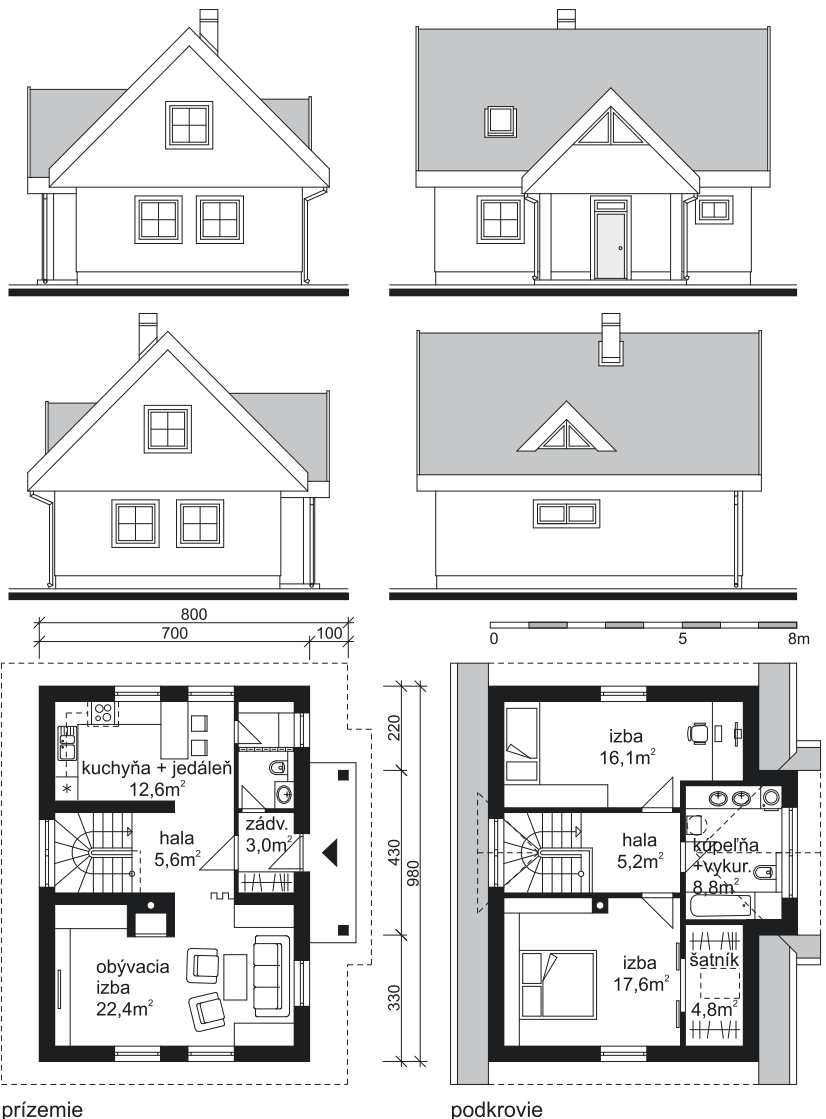 800
700
100
0
5
8m
220
430
330
980
kuchyňa + jedáleň
12,6m²
hala
5,6m²
zádv.
3,0m²
obývacia
izba
22,4m²
izba
16,1m²
hala
5,2m²
kúpeľňa
+vykur.
8,8m²
izba
17,6m²
šatník
4,8m²
prízemie
podkrovie